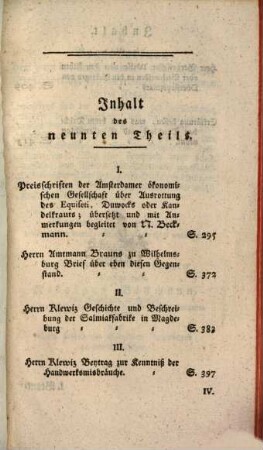 Inhalt
des
neunten Theils.
I.
Preisschriften der Amsterdamer ökonomi-
schen Gesellschaft über Ausrottung
des Equiseti, Duwocks oder Kan-
delkrauts; übersetzt und mit An-
merkungen begleitet von N. Beck-
mann. S. 295
Herrn Amtmann Brauns zu Wilhelms-
burg Brief über eben diesen Gegen-
stand. S. 372
II.
Herrn Klewiz Geschichte und Beschrei-
bung der Salmiakfabrike in Magde-
burg S. 383
III.
Herrn Klewiz Beytrag zur Kenntniß der
Handwerksmisbräuche. S. 397
IV.